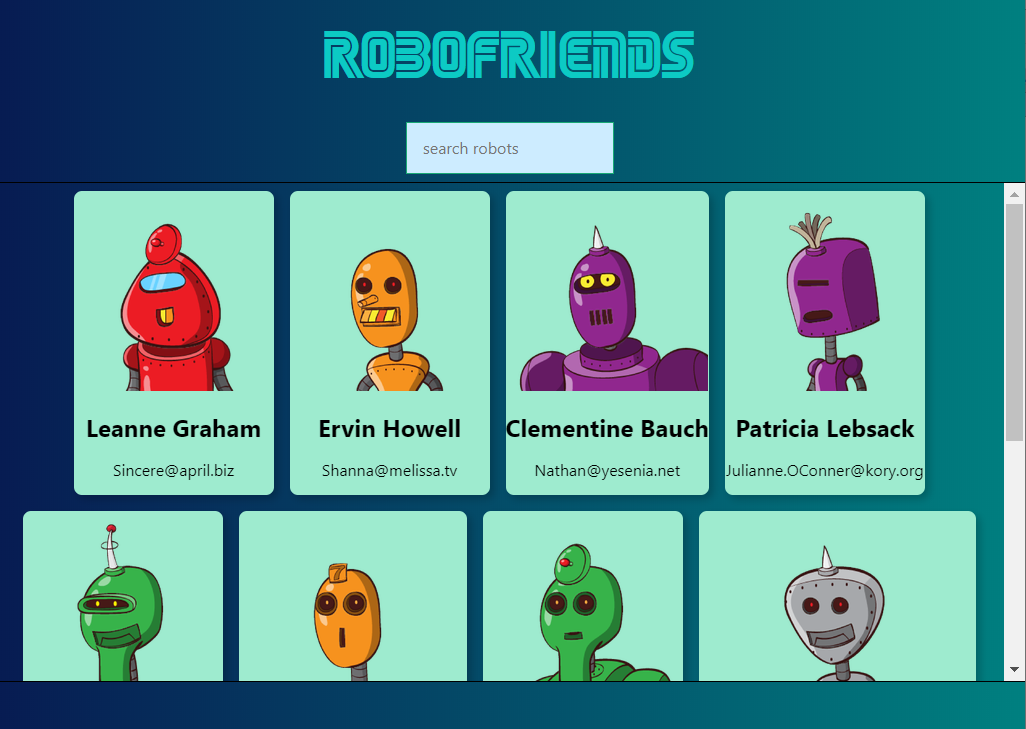 ROBOFRIENDS
search robots
Leanne Graham
Ervin Howell
Clementine Bauch
Patricia Lebsack
Sincere@april.biz
Shanna@melissa.tv
Nathan@yesenia.net
Julianne.OConner@kory.org
7